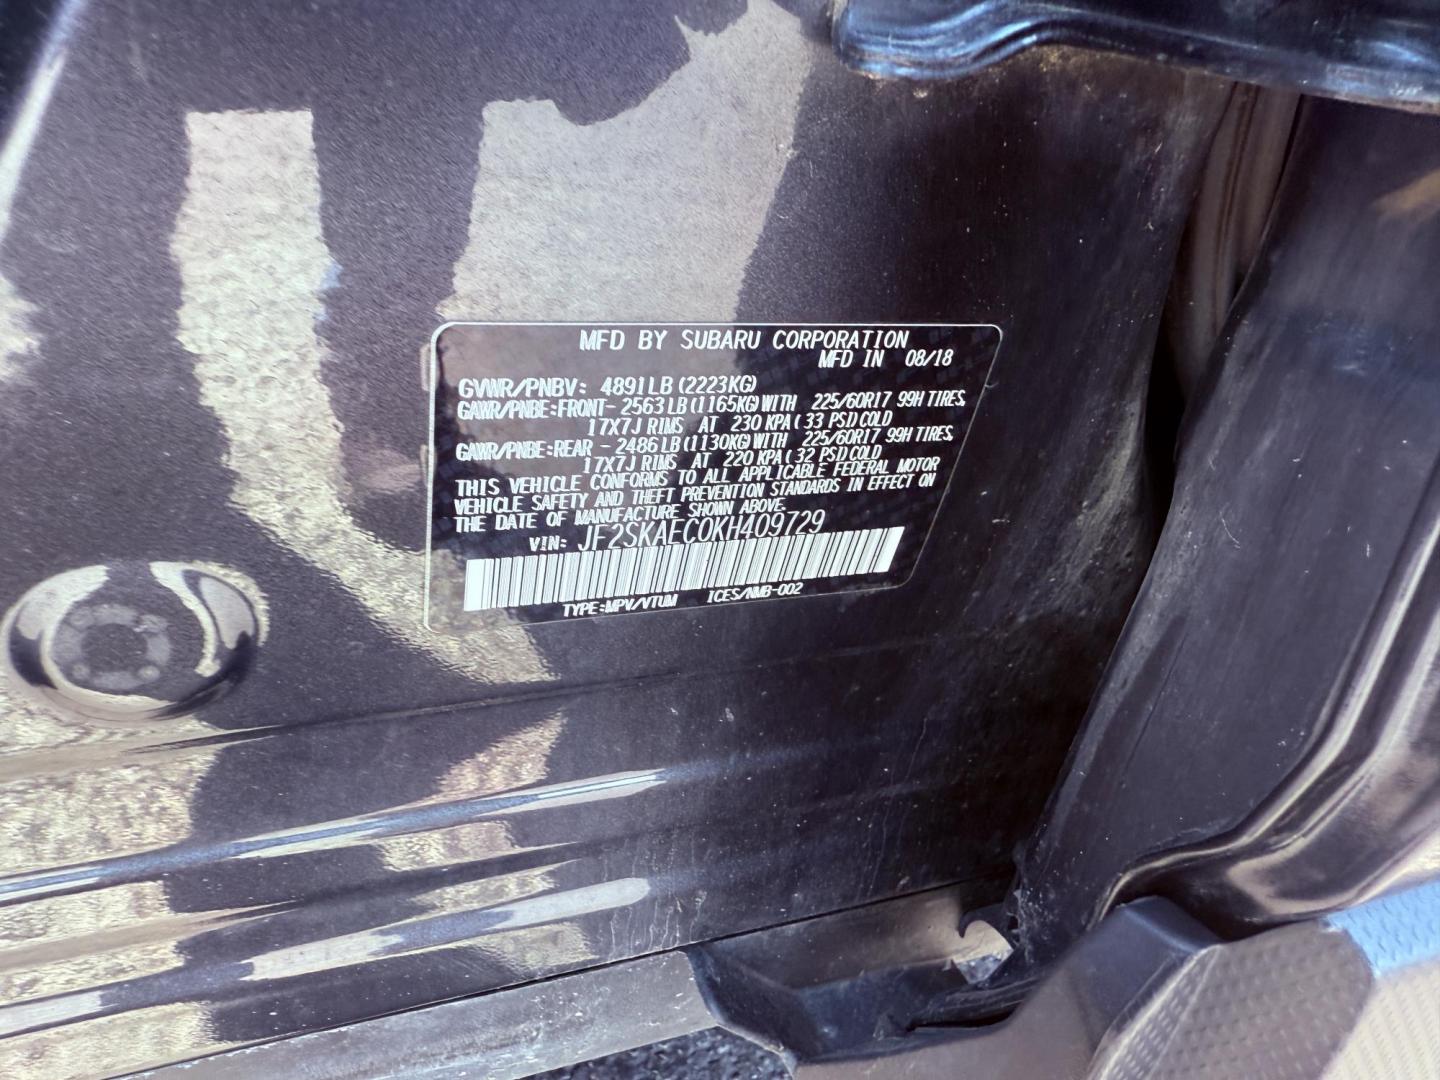 MFD BY SUBARU CORPORATION
MFD IN 08/18
GVWR/PNBV: 4891LB(2223KG)
GAWR/PNBE:FRONT- 2563LB(1165KG)WITH 225/60R17 99H TIRES,
17X7J RIMS AT 230 KPA( 33 PSI)COLD
GAWR/PNBE:REAR - 2486LB(1130KG)WITH 225/60R17 99H TIRES,
17X7J RIMS AT 220 KPA( 32 PSI)COLD
THIS VEHICLE CONFORMS TO ALL APPLICABLE FEDERAL MOTOR
VEHICLE SAFETY AND THEFT PREVENTION STANDARDS IN EFFECT ON
THE DATE OF MANUFACTURE SHOWN ABOVE.
VIN: JF2SKAEC0KH409729
TYPE:MPV/VTUM ICES/NMB-002